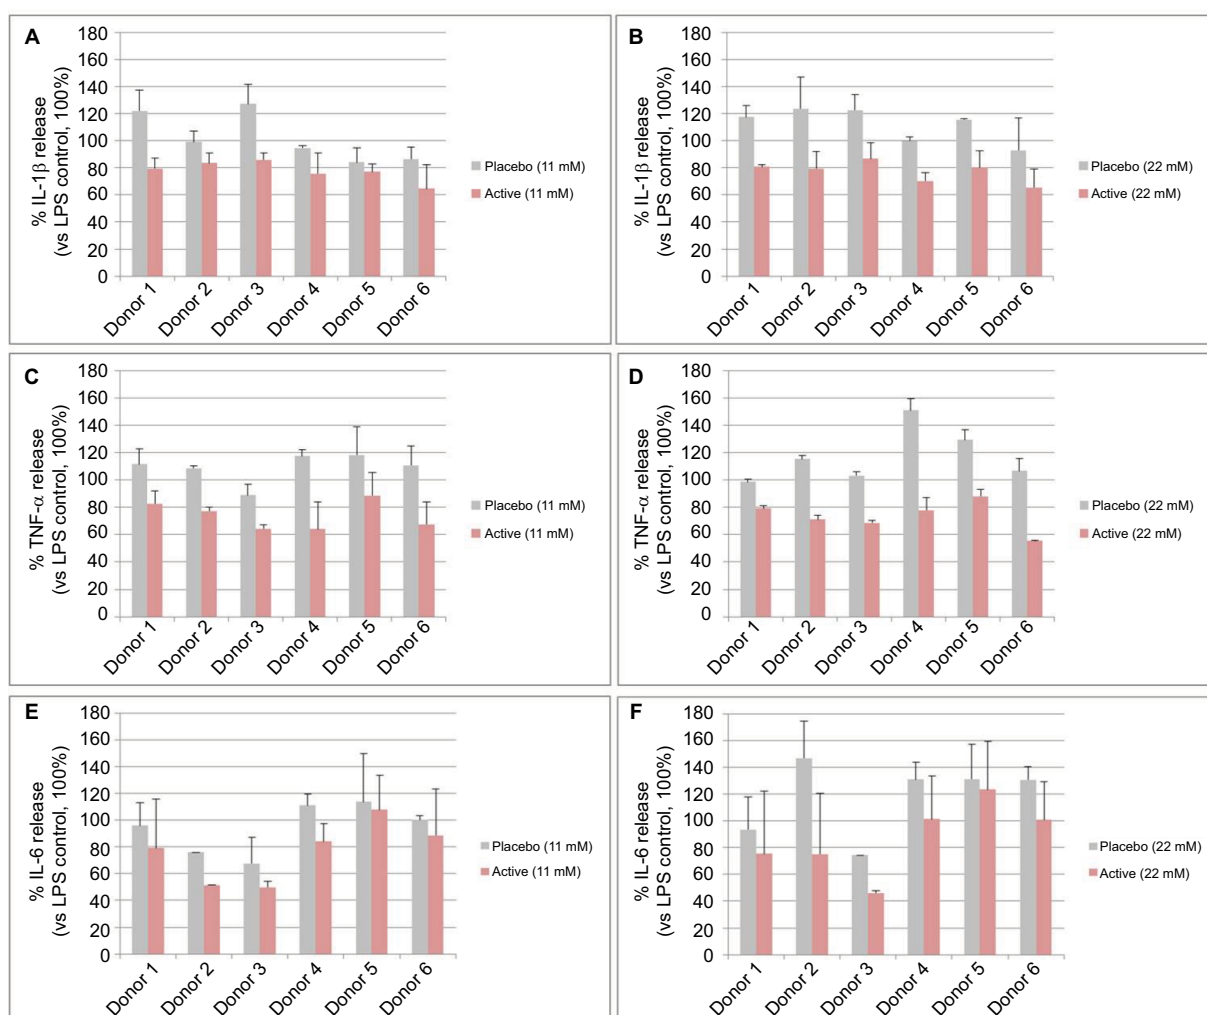 A
% IL-1β release
(vs LPS control, 100%)
180
160
140
120
100
80
60
40
20
0
Donor 1
Donor 2
Donor 3
Donor 4
Donor 5
Donor 6
Placebo (11 mM)
Active (11 mM)
B
% IL-1β release
(vs LPS control, 100%)
180
160
140
120
100
80
60
40
20
0
Donor 1
Donor 2
Donor 3
Donor 4
Donor 5
Donor 6
Placebo (22 mM)
Active (22 mM)
C
% TNF-α release
(vs LPS control, 100%)
180
160
140
120
100
80
60
40
20
0
Donor 1
Donor 2
Donor 3
Donor 4
Donor 5
Donor 6
Placebo (11 mM)
Active (11 mM)
D
% TNF-α release
(vs LPS control, 100%)
180
160
140
120
100
80
60
40
20
0
Donor 1
Donor 2
Donor 3
Donor 4
Donor 5
Donor 6
Placebo (22 mM)
Active (22 mM)
E
% IL-6 release
(vs LPS control, 100%)
180
160
140
120
100
80
60
40
20
0
Donor 1
Donor 2
Donor 3
Donor 4
Donor 5
Donor 6
Placebo (11 mM)
Active (11 mM)
F
% IL-6 release
(vs LPS control, 100%)
180
160
140
120
100
80
60
40
20
0
Donor 1
Donor 2
Donor 3
Donor 4
Donor 5
Donor 6
Placebo (22 mM)
Active (22 mM)